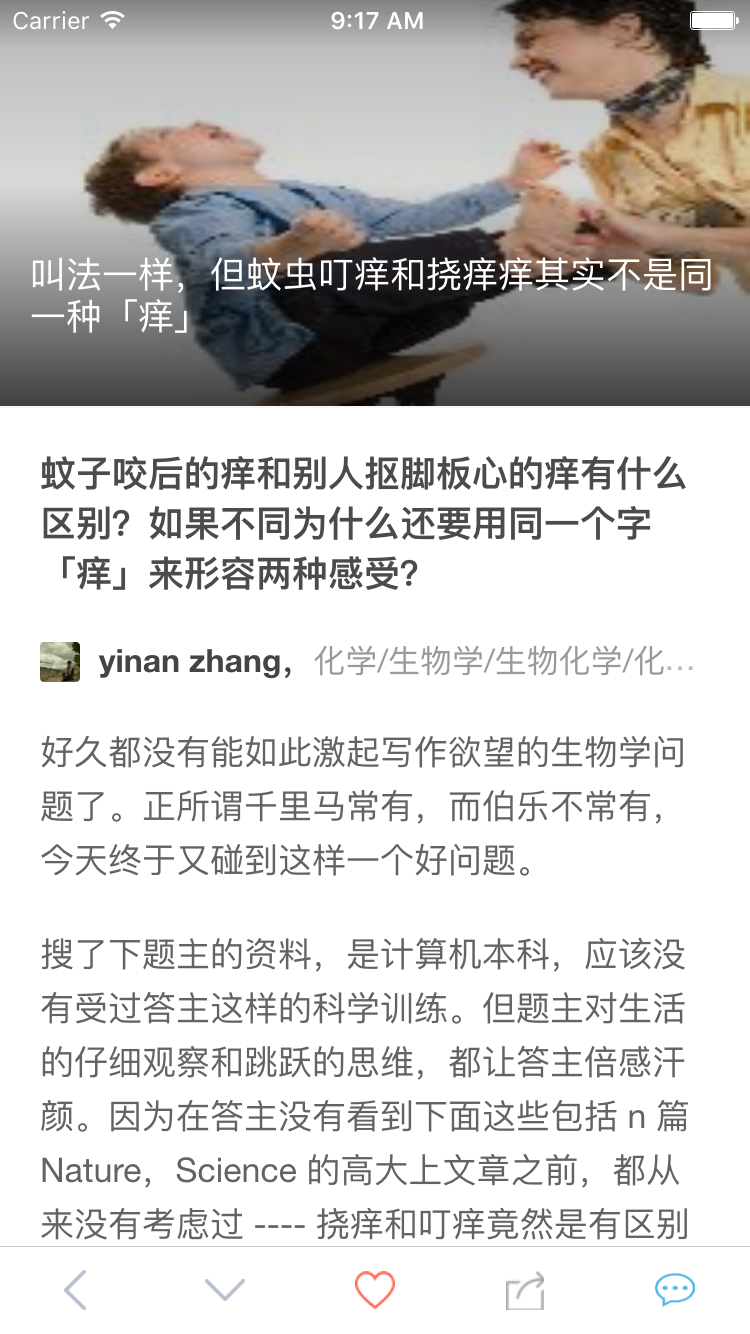 Carrier 9:17 AM
叫法一样，但蚊虫叮痒和挠痒痒其实不是同
一种「痒」
蚊子咬后的痒和别人抠脚板心的痒有什么
区别？如果不同为什么还要用同一个字
「痒」来形容两种感受？
yinan zhang，化学/生物学/生物化学/化…
好久都没有能如此激起写作欲望的生物学问
题了。正所谓千里马常有，而伯乐不常有，
今天终于又碰到这样一个好问题。
搜了下题主的资料，是计算机本科，应该没
有受过答主这样的科学训练。但题主对生活
的仔细观察和跳跃的思维，都让答主倍感汗
颜。因为在答主没有看到下面这些包括 n 篇
Nature，Science 的高大上文章之前，都从
来没有考虑过 ---- 挠痒和叮痒竟然是有区别